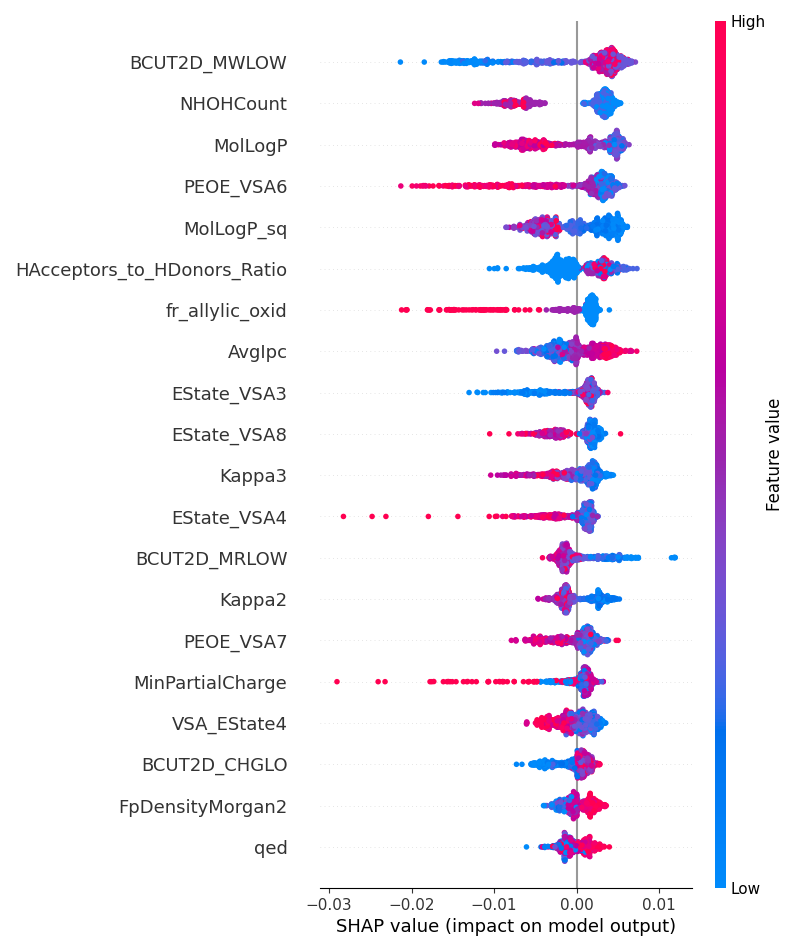 High
BCUT2D_MWLOW
NHOHCount
MolLogP
PEOE_VSA6
MolLogP_sq
HAcceptors_to_HDonors_Ratio
fr_allylic_oxid
AvgIpc
EState_VSA3
EState_VSA8
Kappa3
EState_VSA4
BCUT2D_MRLOW
Kappa2
PEOE_VSA7
MinPartialCharge
VSA_EState4
BCUT2D_CHGLO
FpDensityMorgan2
qed
Feature value
Low
−0.03 −0.02 −0.01 0.00 0.01
SHAP value (impact on model output)